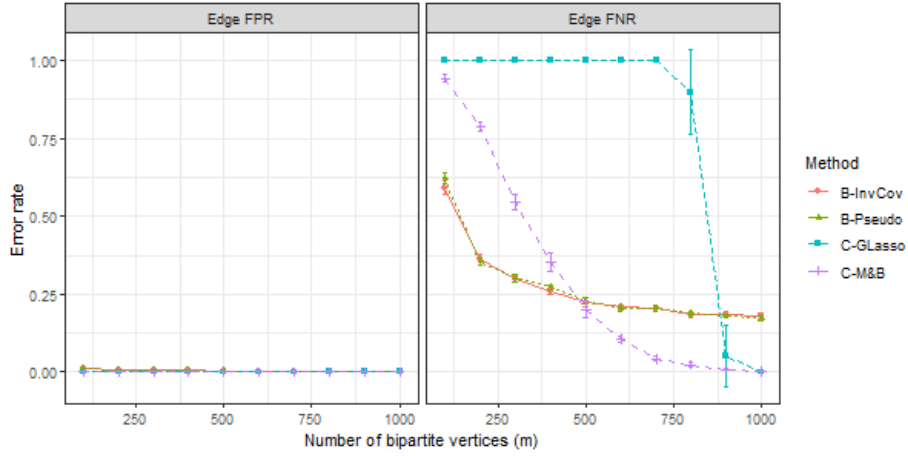 Edge FPR
Edge FNR
1.00
0.75
0.50
0.25
0.00
Error rate
250
500
750
1000
250
500
750
1000
Number of bipartite vertices (m)
Method
B-InvCov
B-Pseudo
C-GLasso
C-M&B